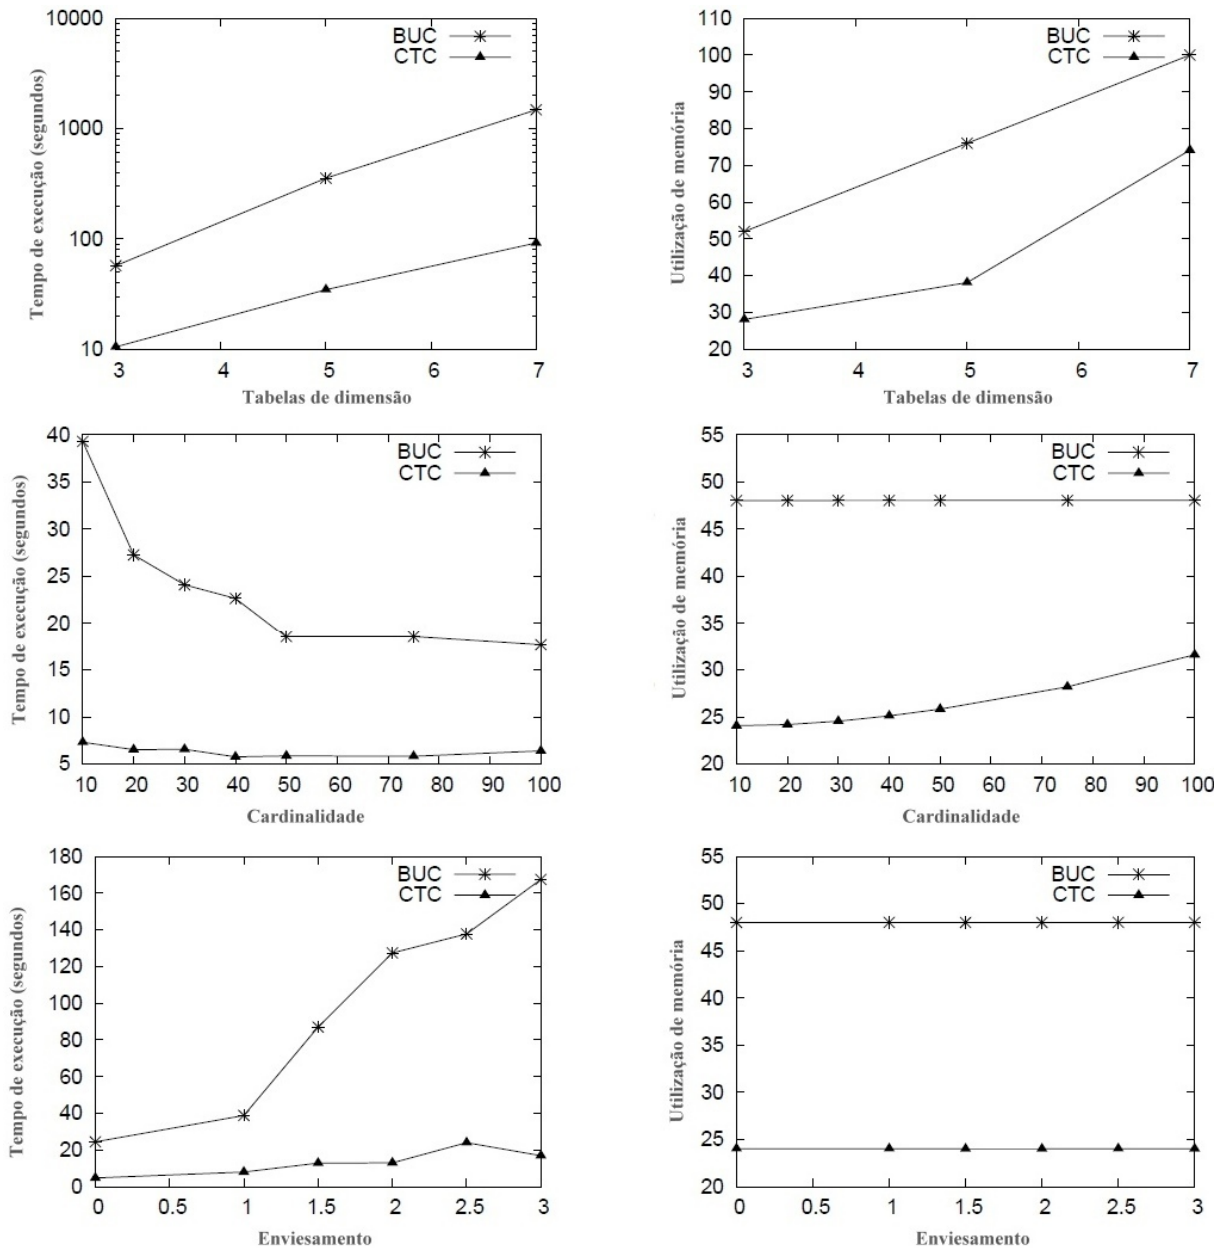 10000
1000
100
10
Tempo de execução (segundos)
BUC
CTC
3 4 5 6 7
Tabelas de dimensão
110
100
90
80
70
60
50
40
30
20
Utilização de memória
BUC
CTC
3 4 5 6 7
Tabelas de dimensão
40
35
30
25
20
15
10
5
Tempo de execução (segundos)
BUC
CTC
10 20 30 40 50 60 70 80 90 100
Cardinalidade
55
50
45
40
35
30
25
20
Utilização de memória
BUC
CTC
10 20 30 40 50 60 70 80 90 100
Cardinalidade
180
160
140
120
100
80
60
40
20
0
Tempo de execução (segundos)
BUC
CTC
0 0.5 1 1.5 2 2.5 3
Enviesamento
55
50
45
40
35
30
25
20
Utilização de memória
BUC
CTC
0 0.5 1 1.5 2 2.5 3
Enviesamento